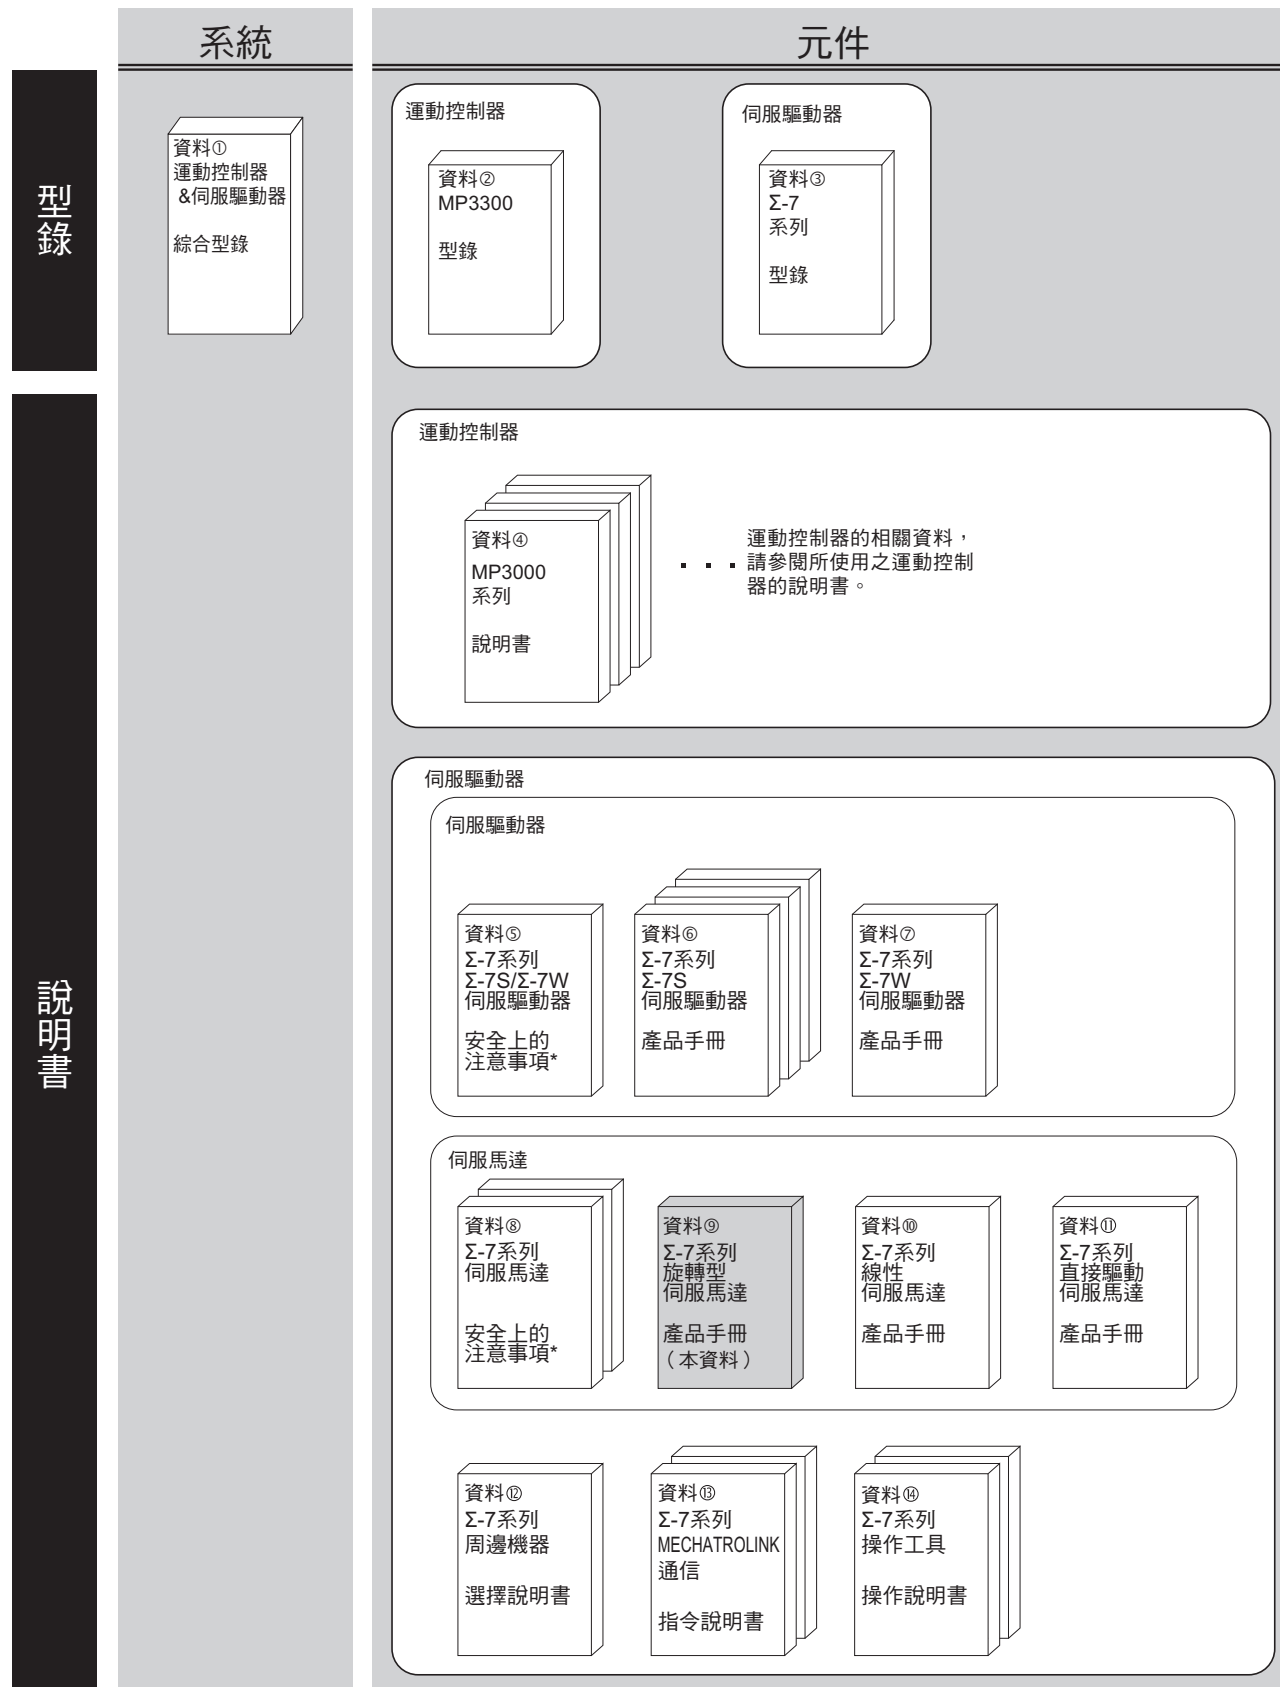 系統
元件
型錄
資料①
運動控制器
&伺服驅動器
綜合型錄
運動控制器
資料②
MP3300
型錄
伺服驅動器
資料③
Σ-7
系列
型錄
說明書
運動控制器
資料④
MP3000
系列
說明書
運動控制器的相關資料，
請參閱所使用之運動控制
器的說明書。
伺服驅動器
伺服驅動器
資料⑤
Σ-7系列
Σ-7S/Σ-7W
伺服驅動器
安全上的
注意事項*
資料⑥
Σ-7系列
Σ-7S
伺服驅動器
產品手冊
資料⑦
Σ-7系列
Σ-7W
伺服驅動器
產品手冊
伺服馬達
資料⑧
Σ-7系列
伺服馬達
安全上的
注意事項*
資料⑨
Σ-7系列
旋轉型
伺服馬達
產品手冊
（本資料）
資料⑩
Σ-7系列
線性
伺服馬達
產品手冊
資料⑪
Σ-7系列
直接驅動
伺服馬達
產品手冊
資料⑫
Σ-7系列
周邊機器
選擇說明書
資料⑬
Σ-7系列
MECHATROLINK
通信
指令說明書
資料⑭
Σ-7系列
操作工具
操作說明書